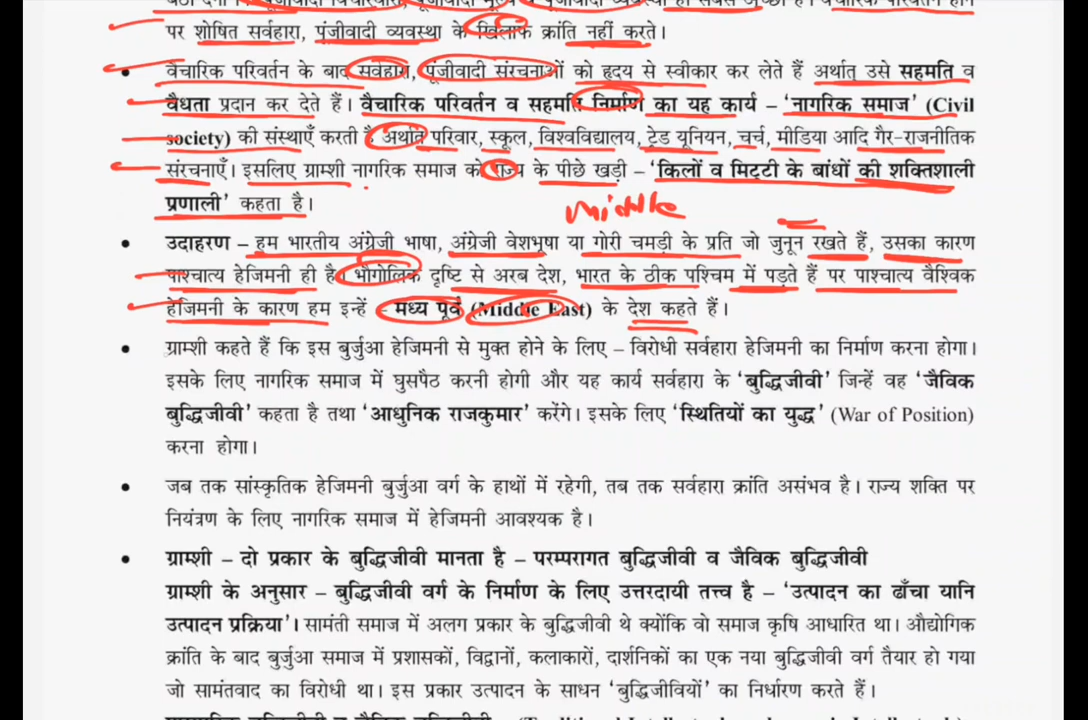 पर शोषित सर्वहारा, पूंजीवादी व्यवस्था के खिलाफ क्रांति नहीं करते।
• वैचारिक परिवर्तन के बाद सर्वहारा, पूंजीवादी संरचनाओं को हृदय से स्वीकार कर लेते हैं अर्थात् उसे सहमति व
वैधता प्रदान कर देते हैं। वैचारिक परिवर्तन व सहमति निर्माण का यह कार्य – 'नागरिक समाज' (Civil
society) की संस्थाएँ करती है अर्थात परिवार, स्कूल, विश्वविद्यालय, ट्रेड यूनियन, चर्च, मीडिया आदि गैर-राजनीतिक
संरचनाएँ। इसलिए ग्राम्शी नागरिक समाज को राज्य के पीछे खड़ी – 'किलों व मिट्टी के बांधों की शक्तिशाली
प्रणाली' कहता है।
Middle
• उदाहरण – हम भारतीय अंग्रेजी भाषा, अंग्रेजी वेशभूषा या गोरी चमड़ी के प्रति जो जुनून रखते हैं, उसका कारण
पाश्चात्य हेजिमनी ही है। भौगोलिक दृष्टि से अरब देश, भारत के ठीक पश्चिम में पड़ते हैं पर पाश्चात्य वैश्विक
हेजिमनी के कारण हम इन्हें – मध्य पूर्व (Middle East) के देश कहते हैं।
• ग्राम्शी कहते हैं कि इस बुर्जुआ हेजिमनी से मुक्त होने के लिए – विरोधी सर्वहारा हेजिमनी का निर्माण करना होगा।
इसके लिए नागरिक समाज में घुसपैठ करनी होगी और यह कार्य सर्वहारा के 'बुद्धिजीवी' जिन्हें वह 'जैविक
बुद्धिजीवी' कहता है तथा 'आधुनिक राजकुमार' करेंगे। इसके लिए 'स्थितियों का युद्ध' (War of Position)
करना होगा।
• जब तक सांस्कृतिक हेजिमनी बुर्जुआ वर्ग के हाथों में रहेगी, तब तक सर्वहारा क्रांति असंभव है। राज्य शक्ति पर
नियंत्रण के लिए नागरिक समाज में हेजिमनी आवश्यक है।
• ग्राम्शी – दो प्रकार के बुद्धिजीवी मानता है – परम्परागत बुद्धिजीवी व जैविक बुद्धिजीवी
ग्राम्शी के अनुसार – बुद्धिजीवी वर्ग के निर्माण के लिए उत्तरदायी तत्त्व है – 'उत्पादन का ढाँचा यानि
उत्पादन प्रक्रिया'। सामंती समाज में अलग प्रकार के बुद्धिजीवी थे क्योंकि वो समाज कृषि आधारित था। औद्योगिक
क्रांति के बाद बुर्जुआ समाज में प्रशासकों, विद्वानों, कलाकारों, दार्शनिकों का एक नया बुद्धिजीवी वर्ग तैयार हो गया
जो सामंतवाद का विरोधी था। इस प्रकार उत्पादन के साधन 'बुद्धिजीवियों' का निर्धारण करते हैं।